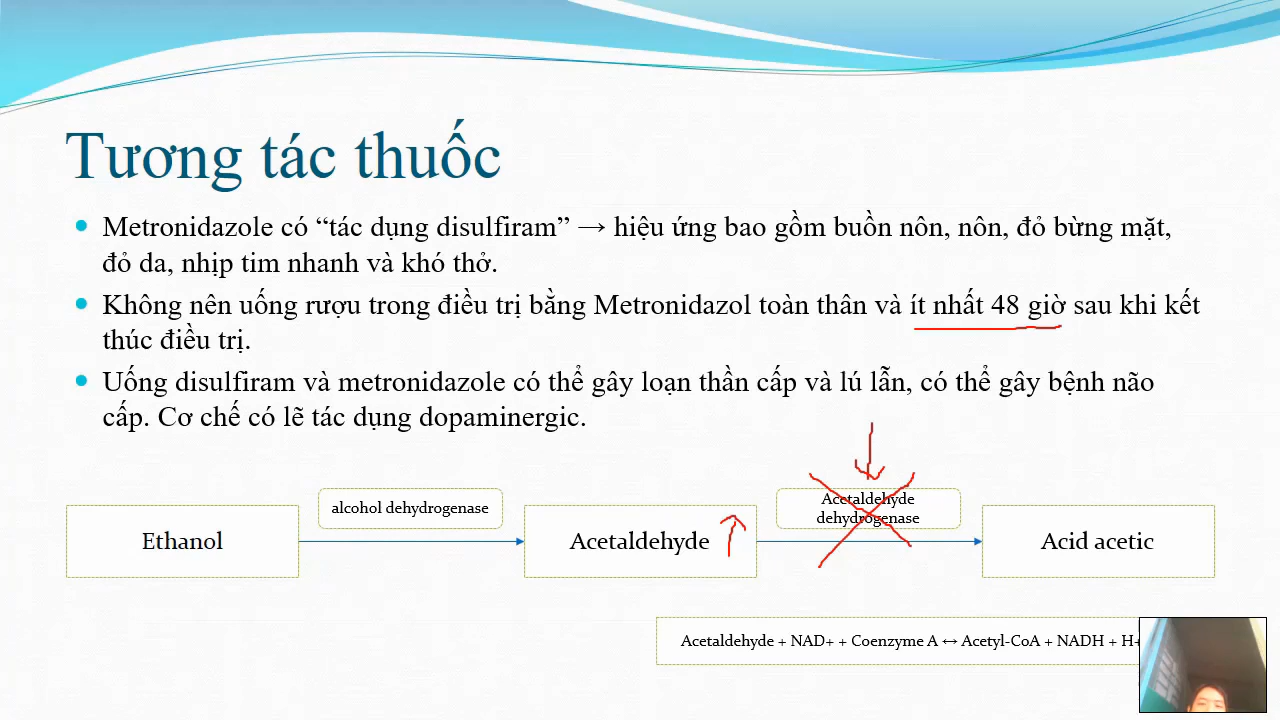 Tương tác thuốc
Metronidazole có “tác dụng disulfiram” → hiệu ứng bao gồm buồn nôn, nôn, đỏ bừng mặt,
đỏ da, nhịp tim nhanh và khó thở.
Không nên uống rượu trong điều trị bằng Metronidazol toàn thân và ít nhất 48 giờ sau khi kết
thúc điều trị.
Uống disulfiram và metronidazole có thể gây loạn thần cấp và lú lẫn, có thể gây bệnh não
cấp. Cơ chế có lẽ tác dụng dopaminergic.
Ethanol
alcohol dehydrogenase
Acetaldehyde
Acetaldehyde
dehydrogenase
Acid acetic
Acetaldehyde + NAD+ + Coenzyme A ↔ Acetyl-CoA + NADH + H+